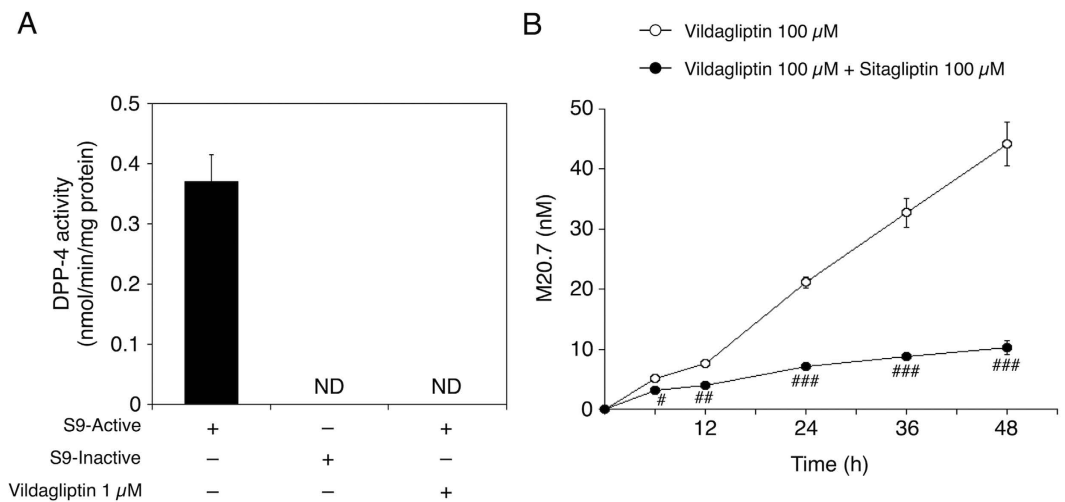 A
B
Vildagliptin 100 µM
Vildagliptin 100 µM + Sitagliptin 100 µM
DPP-4 activity
(nmol/min/mg protein)
0.5
0.4
0.3
0.2
0.1
0
ND
ND
S9-Active + − +
S9-Inactive − + −
Vildagliptin 1 µM − − +
M20.7 (nM)
50
40
30
20
10
0
# ## ### ### ###
12 24 36 48
Time (h)